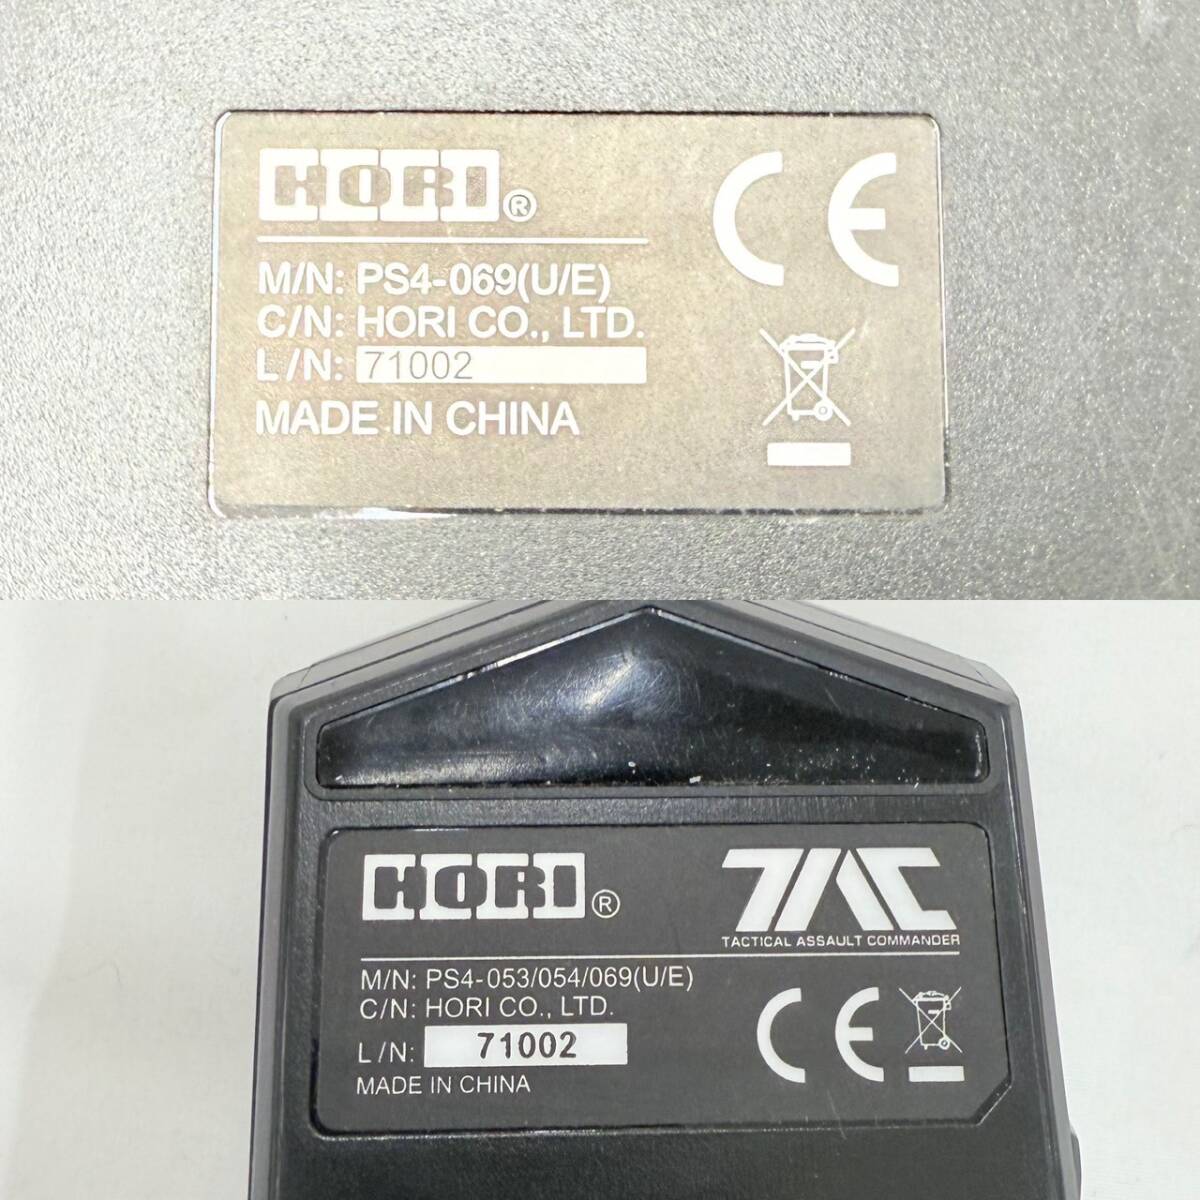 HORI®
CE
M/N: PS4-069(U/E)
C/N: HORI CO., LTD.
L/N: 71002
MADE IN CHINA
HORI®
TAC
TACTICAL ASSAULT COMMANDER
M/N: PS4-053/054/069(U/E)
C/N: HORI CO., LTD.
L/N: 71002
CE
MADE IN CHINA